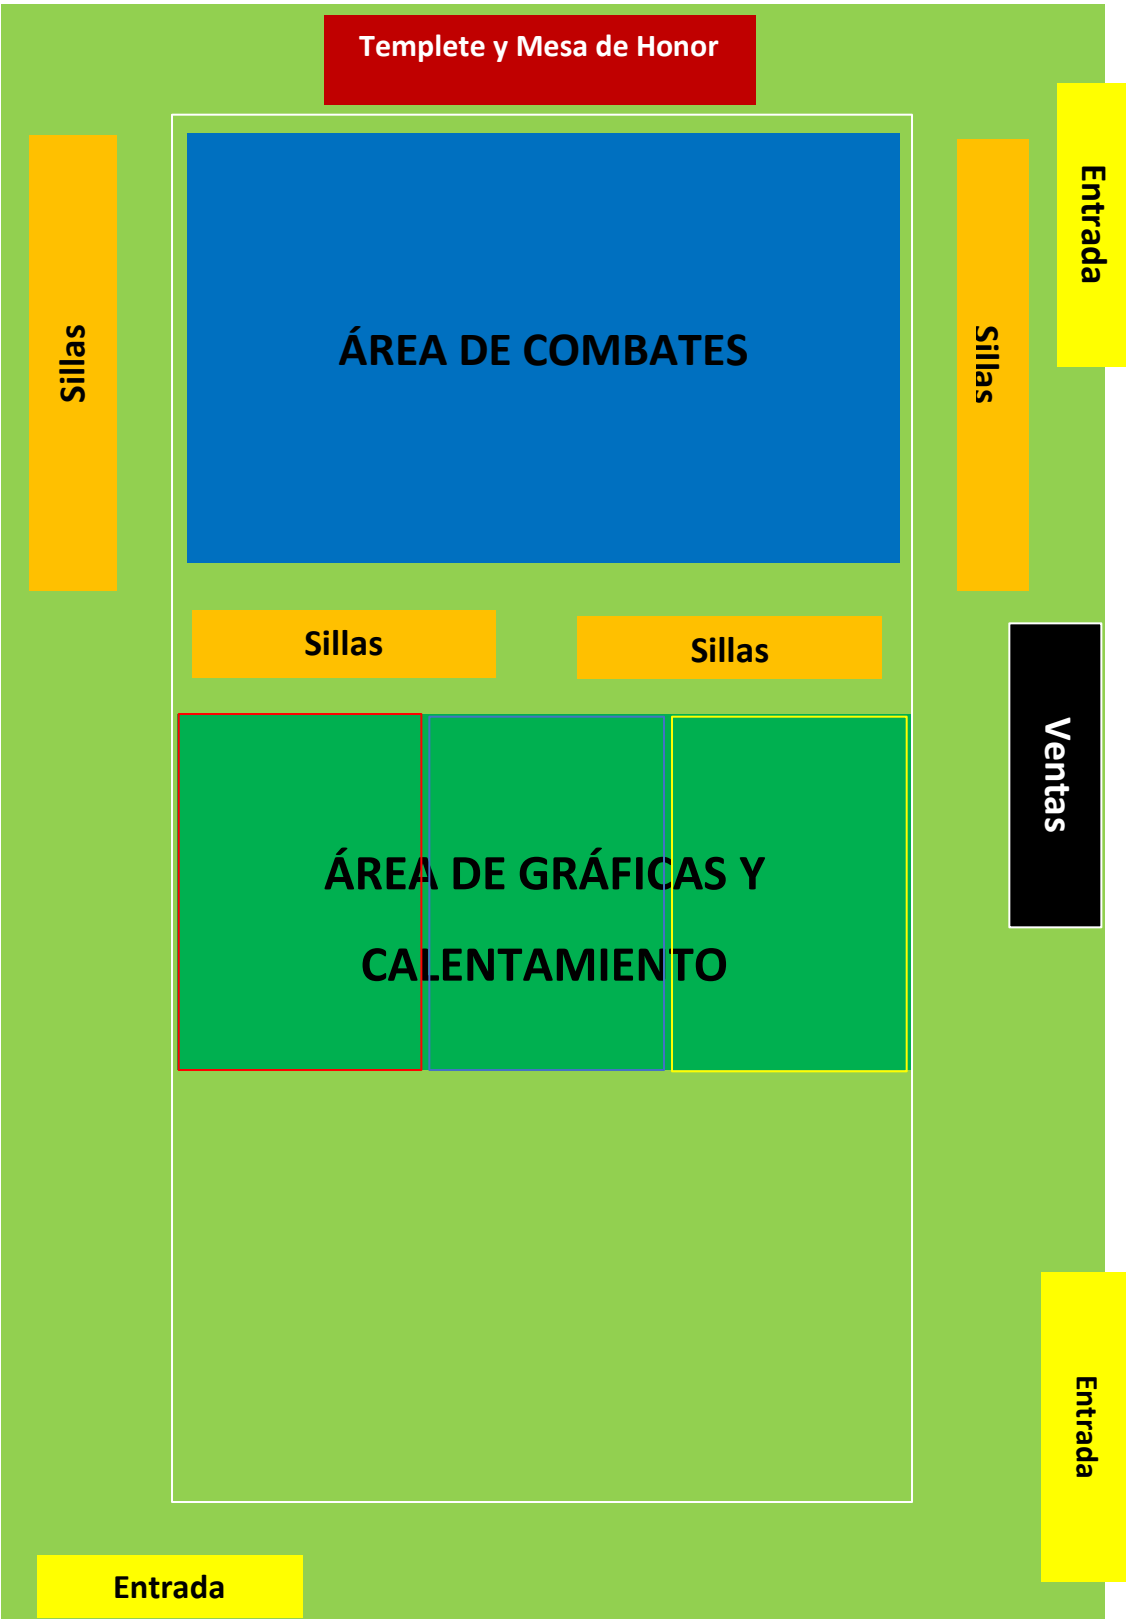 Templete y Mesa de Honor
Entrada
Sillas
ÁREA DE COMBATES
Sillas
Sillas
Sillas
Ventas
ÁREA DE GRÁFICAS Y
CALENTAMIENTO
Entrada
Entrada